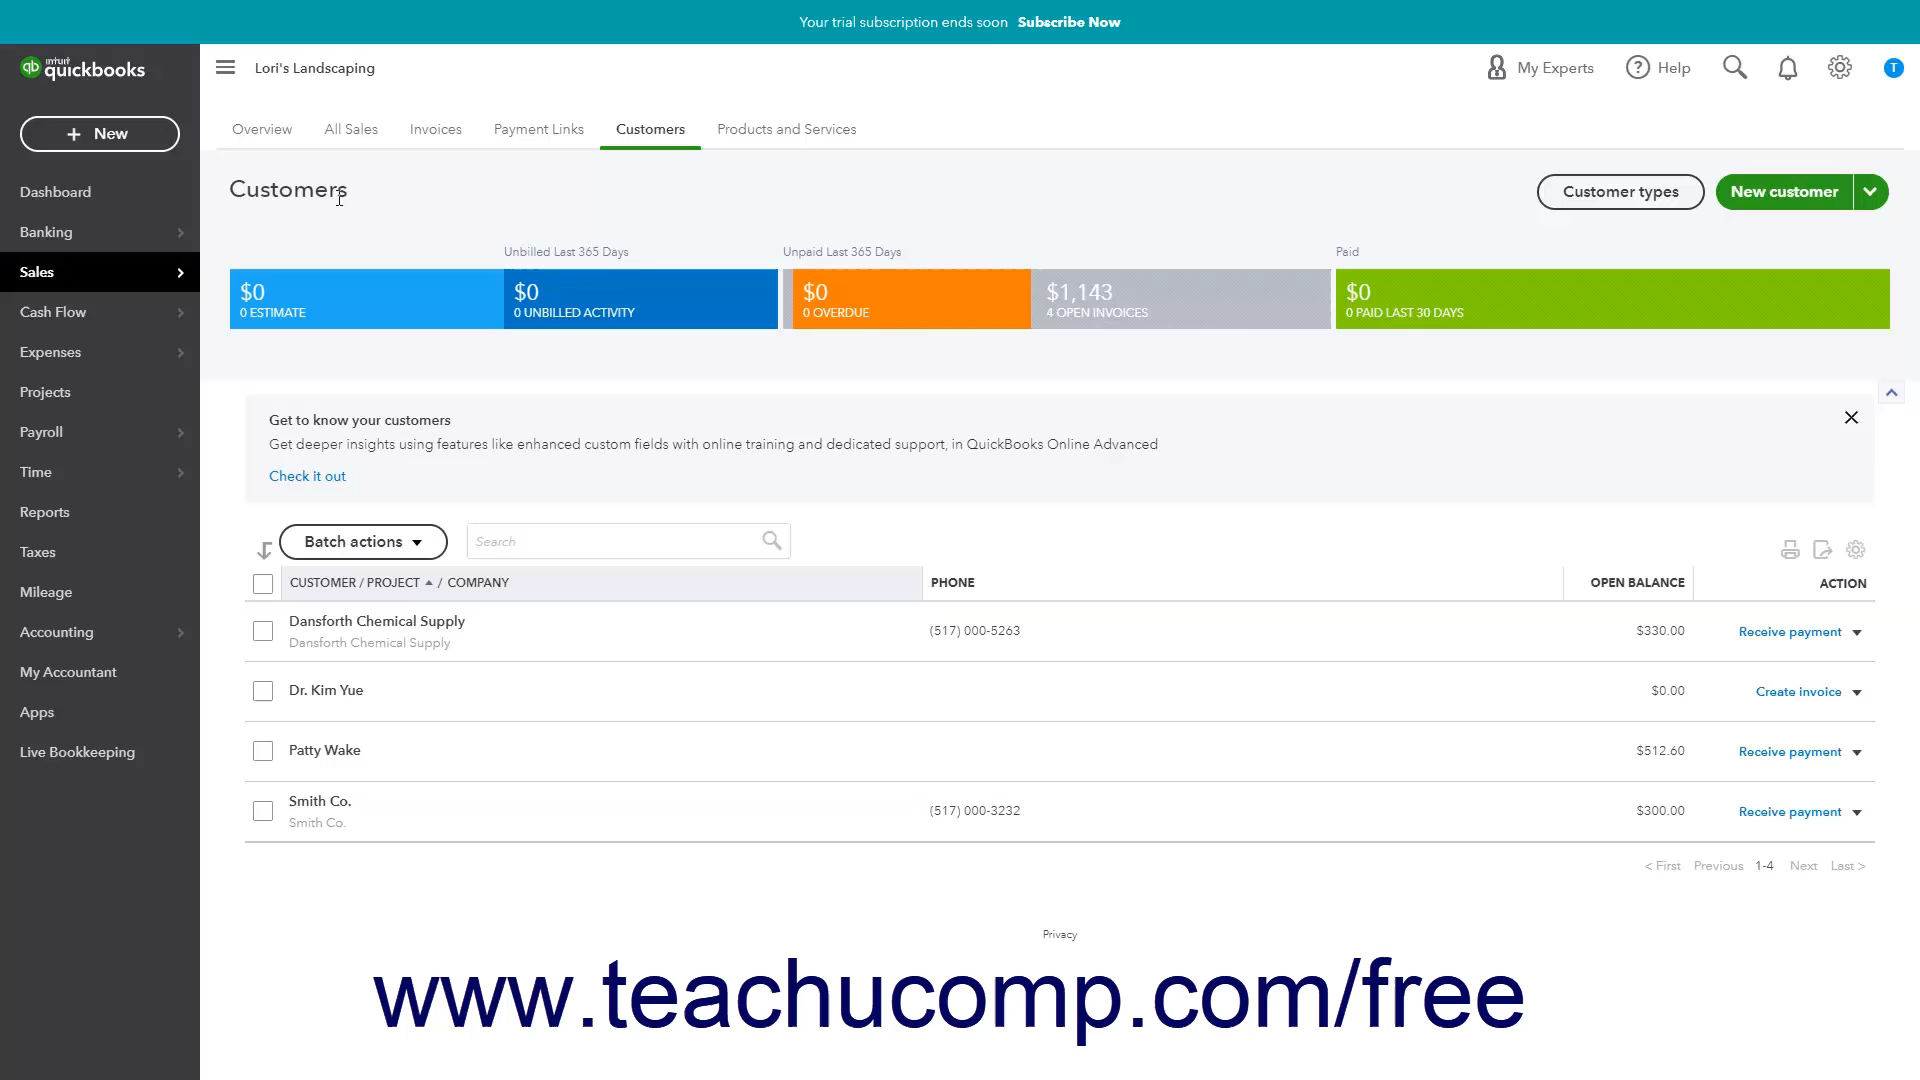 Your trial subscription ends soon Subscribe Now
intuit
quickbooks
Lori's Landscaping
My Experts
Help
T
+ New
Overview All Sales Invoices Payment Links Customers Products and Services
Dashboard
Banking
Sales
Cash Flow
Expenses
Projects
Payroll
Time
Reports
Taxes
Mileage
Accounting
My Accountant
Apps
Live Bookkeeping
Customers
Customer types
New customer
Unbilled Last 365 Days
Unpaid Last 365 Days
Paid
$0
0 ESTIMATE
$0
0 UNBILLED ACTIVITY
$0
0 OVERDUE
$1,143
4 OPEN INVOICES
$0
0 PAID LAST 30 DAYS
Get to know your customers
Get deeper insights using features like enhanced custom fields with online training and dedicated support, in QuickBooks Online Advanced
Check it out
Batch actions
Search
CUSTOMER / PROJECT / COMPANY PHONE OPEN BALANCE ACTION
Dansforth Chemical Supply
Dansforth Chemical Supply
(517) 000-5263 $330.00 Receive payment
Dr. Kim Yue $0.00 Create invoice
Patty Wake $512.60 Receive payment
Smith Co.
Smith Co.
(517) 000-3232 $300.00 Receive payment
< First Previous 1-4 Next Last >
Privacy
www.teachucomp.com/free